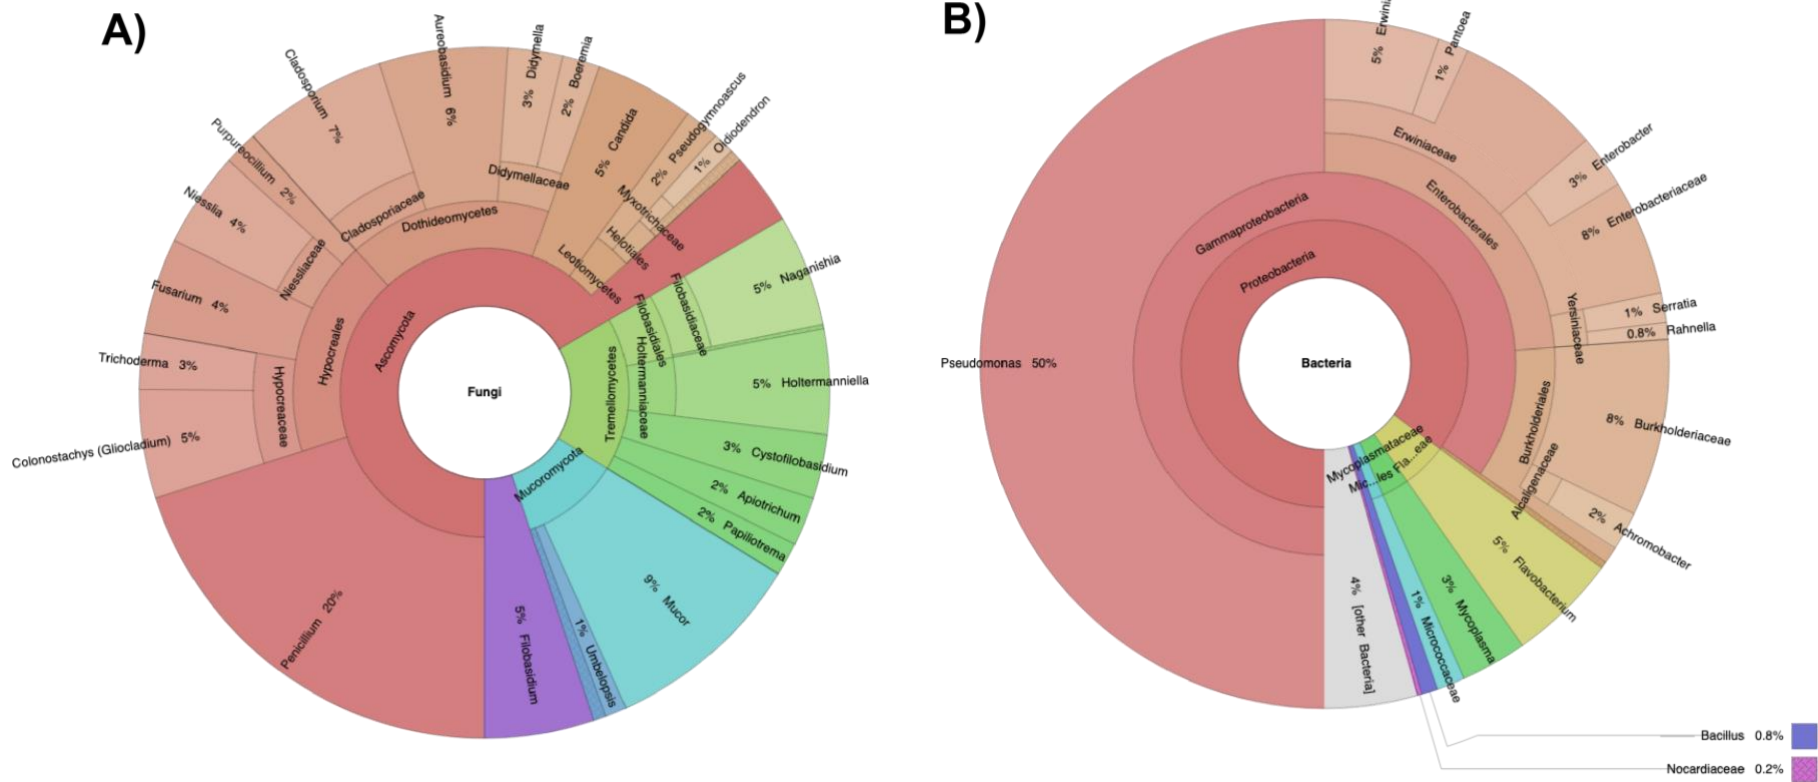 A)
Fungi
Ascomycota
Hypocreales
Hypocreaceae
Niessliaceae
Dothideomycetes
Cladosporiaceae
Didymellaceae
Leotiomycetes
Helotiales
Myxotrichaceae
Penicillium 20%
Colonostachys (Gliocladium) 5%
Trichoderma 3%
Fusarium 4%
Niesslia 4%
Purpureocillium 2%
Cladosporium 7%
Aureobasidium 6%
3% Didymella
2% Boeremia
5% Candida
2% Pseudogymnoascus
1% Oidiodendron
Tremellomycetes
Filobasidiales
Filobasidiaceae
Holtermanniaceae
5% Naganishia
5% Holtermanniella
3% Cystofilobasidium
2% Apiotrichum
2% Papiliotrema
Mucoromycota
9% Mucor
1% Umbelopsis
5% Filobasidium
B)
Bacteria
Proteobacteria
Gammaproteobacteria
Pseudomonas 50%
Enterobacterales
Erwiniaceae
5% Erwini
1% Pantoea
3% Enterobacter
8% Enterobacteriaceae
Yersiniaceae
1% Serratia
0.8% Rahnella
Burkholderiales
8% Burkholderiaceae
Alcaligenaceae
2% Achromobacter
Fla...eae
5% Flavobacterium
Mycoplasmataceae
3% Mycoplasma
Mic...les
1% Micrococcaceae
4% [other Bacteria]
Bacillus 0.8%
Nocardiaceae 0.2%